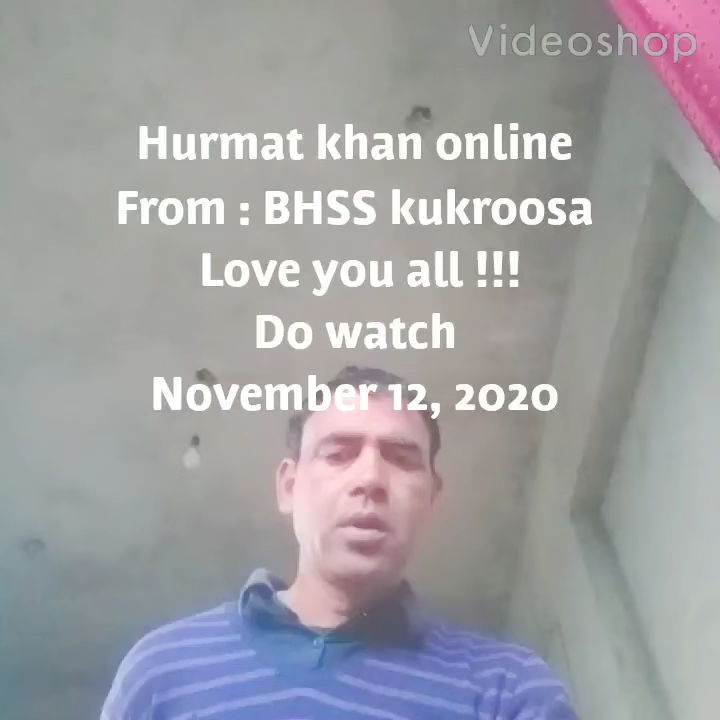 Videoshop
Hurmat khan online
From : BHSS kukroosa
Love you all !!!
Do watch
November 12, 2020